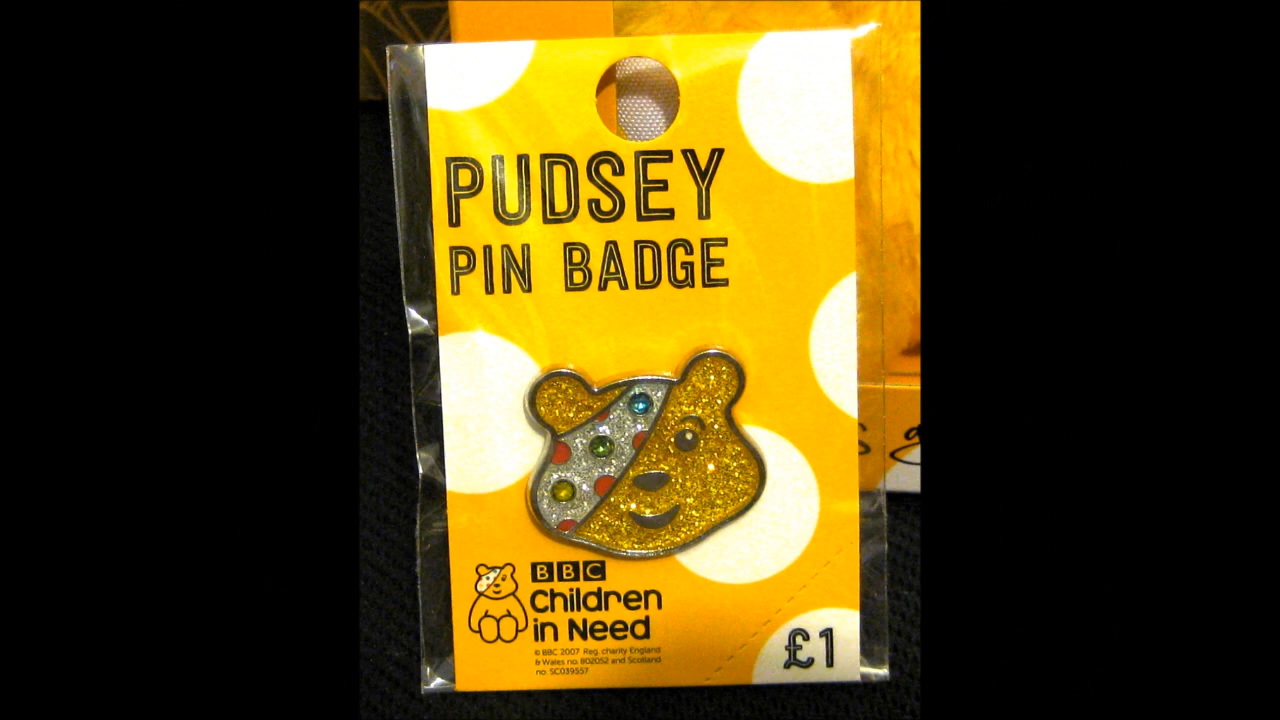 PUDSEY
PIN BADGE
BBC
Children
in Need
© BBC 2007 Reg. charity England
& Wales no. 802052 and Scotland
no. SC039557
£1